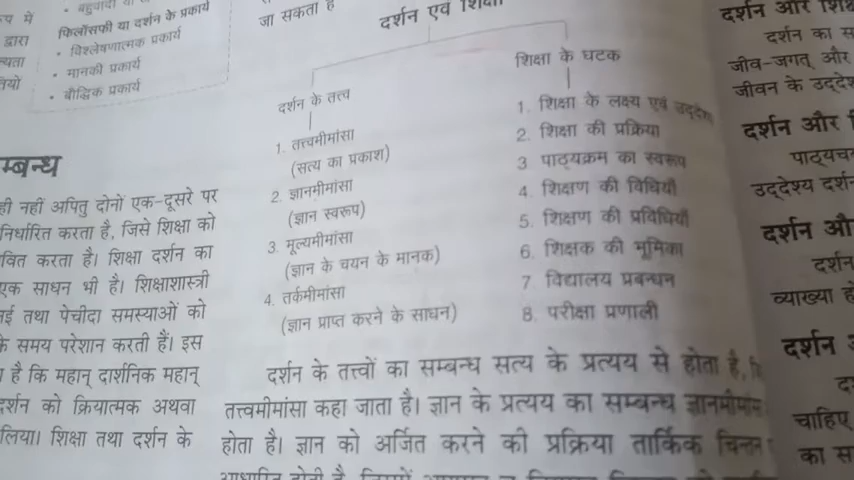 फिलॉसफी या दर्शन के प्रकार्य
• विश्लेषणात्मक प्रकार्य
• मानकी प्रकार्य
• बौद्धिक प्रकार्य
म्बन्ध
ही नहीं अपितु दोनों एक-दूसरे पर
निर्धारित करता है, जिसे शिक्षा को
वित करता है। शिक्षा दर्शन का
एक साधन भी है। शिक्षाशास्त्री
ई तथा पेचीदा समस्याओं को
के समय परेशान करती हैं। इस
है कि महान् दार्शनिक महान्
दर्शन को क्रियात्मक अथवा
लिया। शिक्षा तथा दर्शन के
जा सकता है
दर्शन एवं शिक्षा
दर्शन के तत्त्व
1. तत्त्वमीमांसा
(सत्य का प्रकाश)
2. ज्ञानमीमांसा
(ज्ञान स्वरूप)
3. मूल्यमीमांसा
(ज्ञान के चयन के मानक)
4. तर्कमीमांसा
(ज्ञान प्राप्त करने के साधन)
शिक्षा के घटक
1. शिक्षा के लक्ष्य एवं उद्देश्य
2. शिक्षा की प्रक्रिया
3 पाठ्यक्रम का स्वरूप
4. शिक्षण की विधियाँ
5. शिक्षण की प्रविधियाँ
6. शिक्षक की भूमिका
7. विद्यालय प्रबन्धन
8. परीक्षा प्रणाली
दर्शन के तत्त्वों का सम्बन्ध सत्य के प्रत्यय से होता है,
तत्त्वमीमांसा कहा जाता है। ज्ञान के प्रत्यय का सम्बन्ध ज्ञानमीमांसा
होता है। ज्ञान को अर्जित करने की प्रक्रिया तार्किक चिन्तन
दर्शन और
दर्शन का
जीव-जगत् और
जीवन के उद्देश्
दर्शन और
पाठ्यच
उद्देश्य दर्शन
दर्शन औ
दर्शन
व्याख्या ह
दर्शन
चाहिए
का स